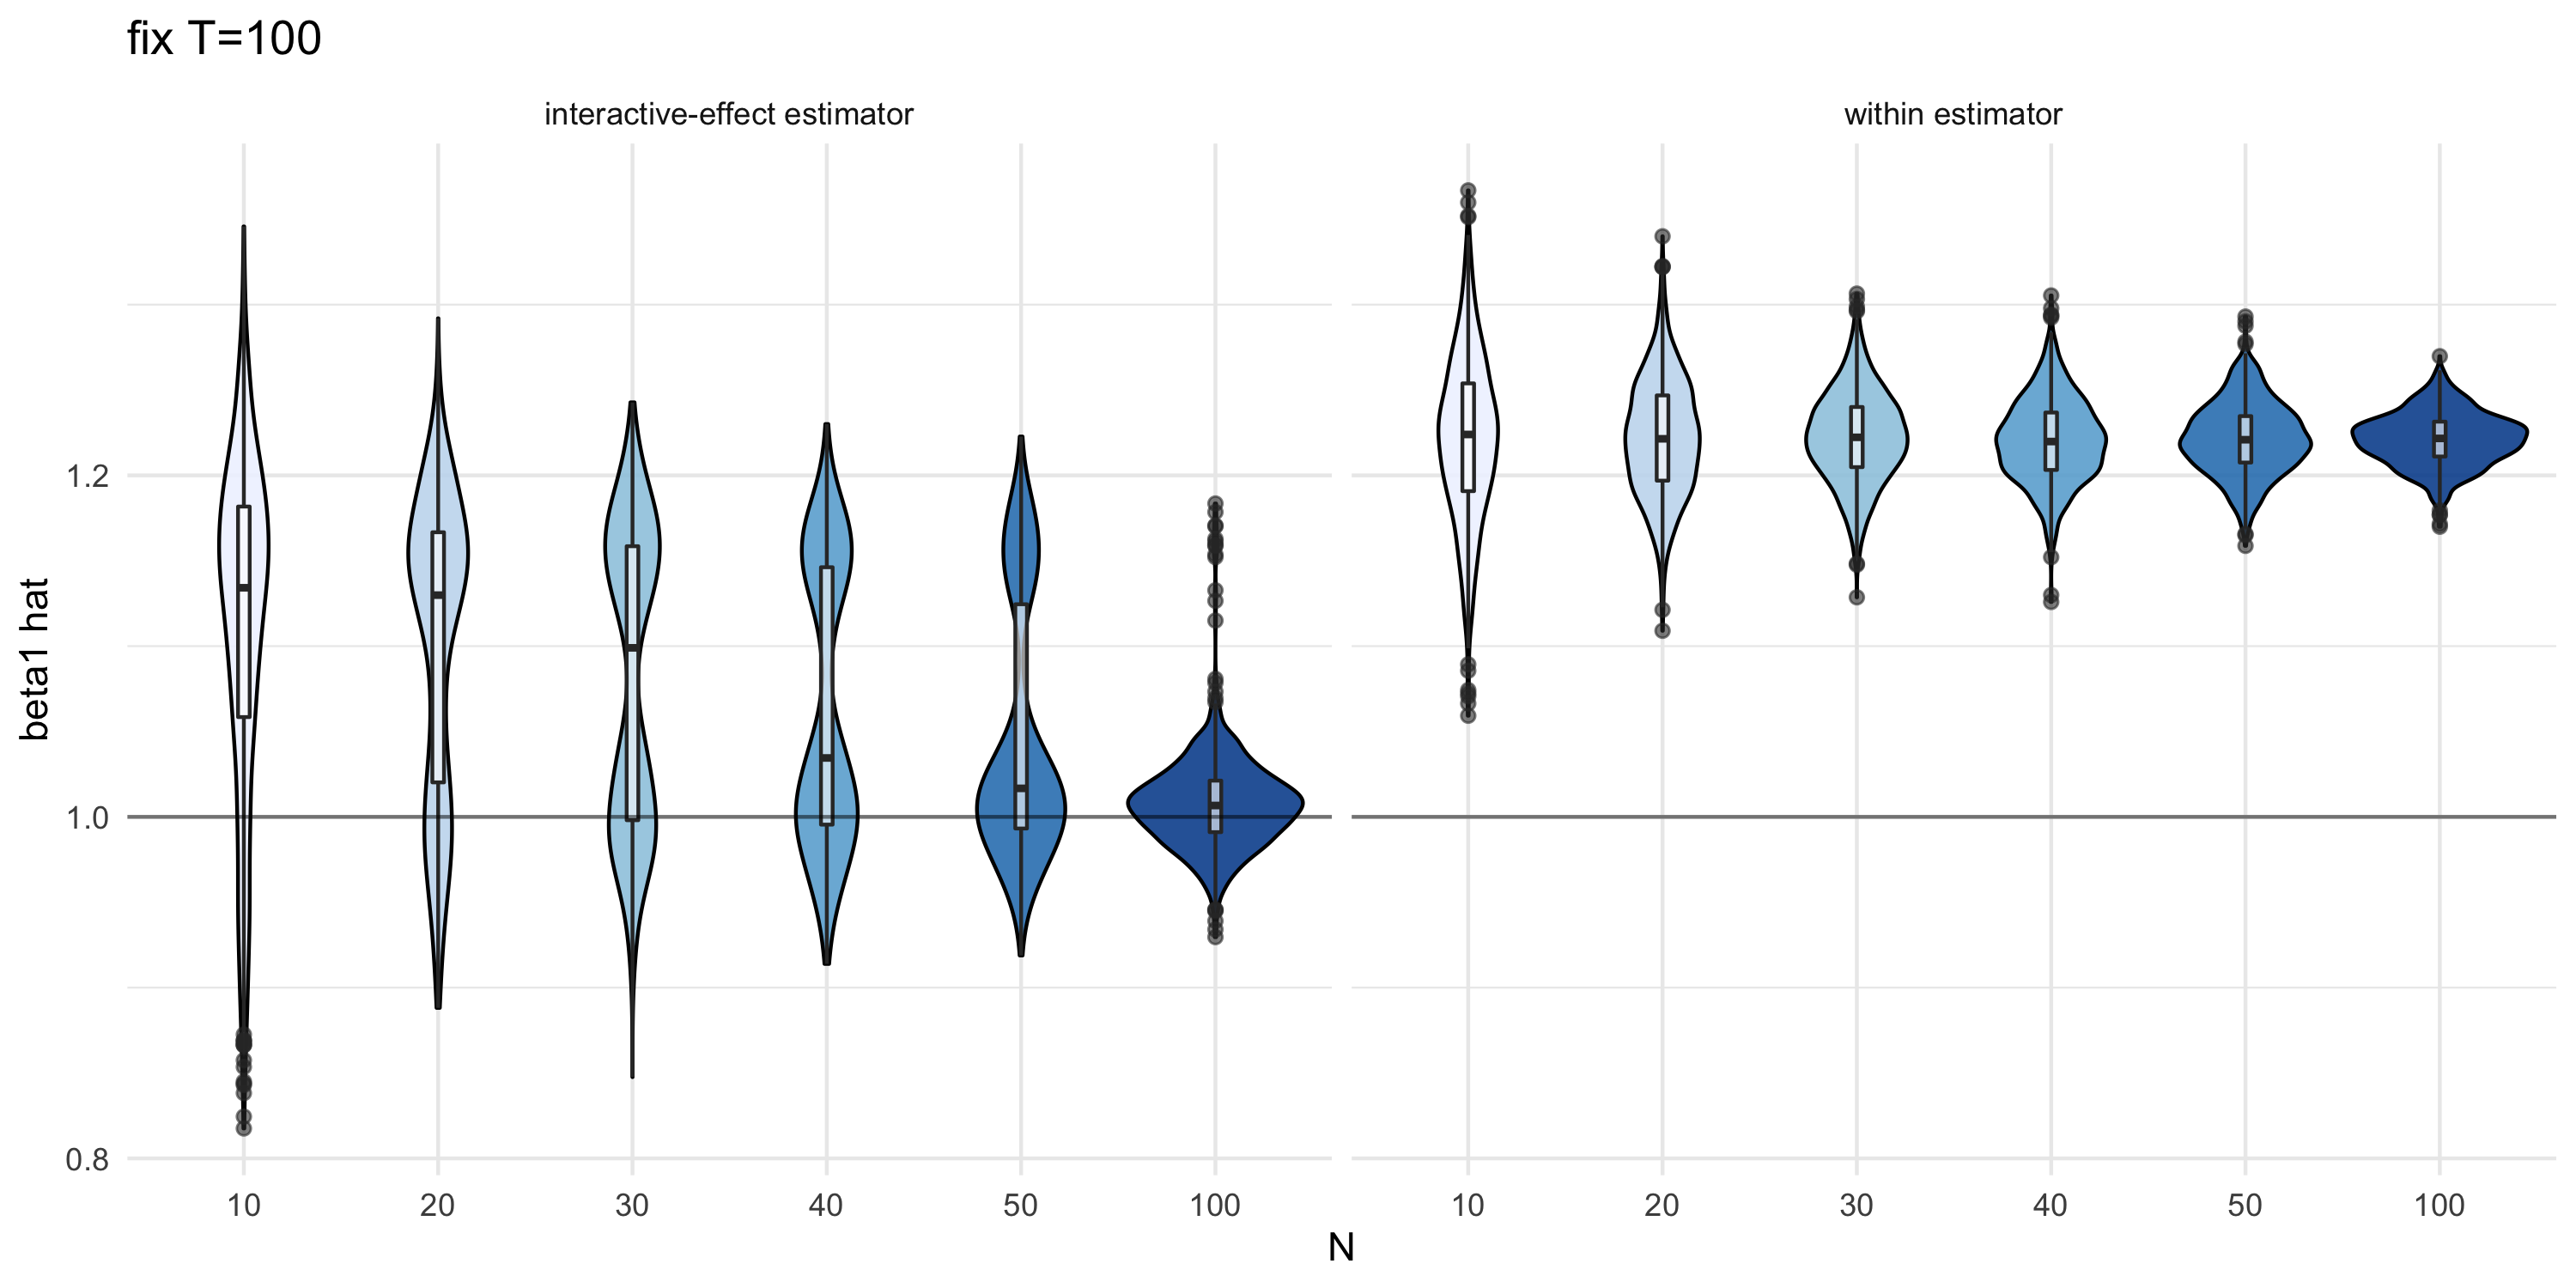 fix T=100
interactive-effect estimator
within estimator
beta1 hat
1.2
1.0
0.8
10 20 30 40 50 100
10 20 30 40 50 100
N